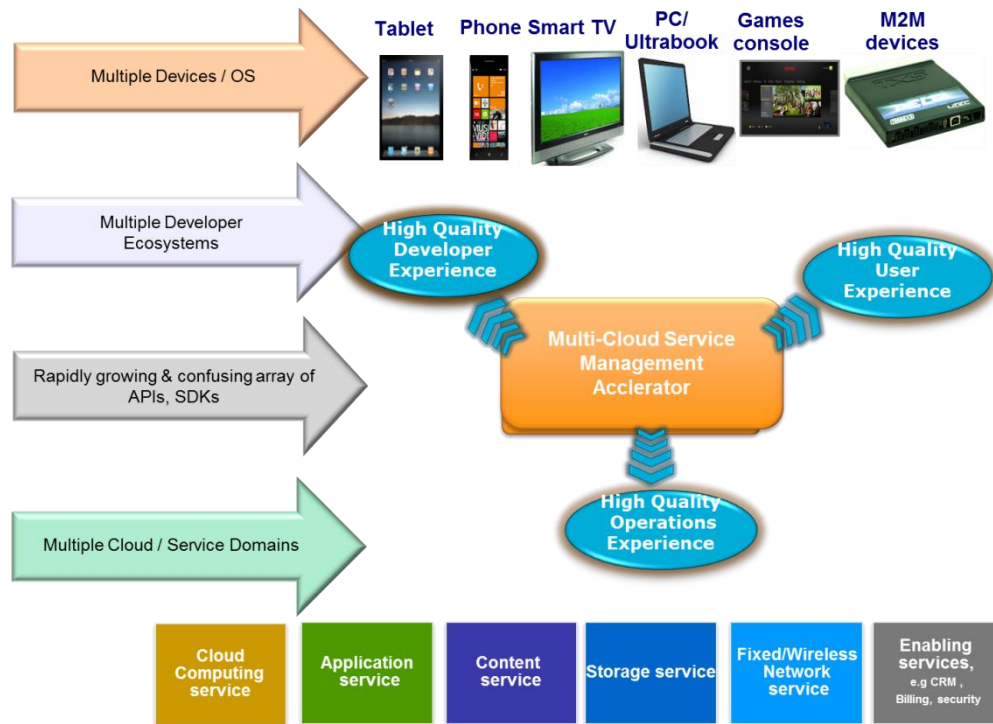 Tablet
Phone
Smart TV
PC/
Ultrabook
Games
console
M2M
devices
Multiple Devices / OS
Multiple Developer
Ecosystems
High Quality
Developer
Experience
High Quality
User
Experience
Multi-Cloud Service
Management
Acclerator
Rapidly growing & confusing array of
APIs, SDKs
High Quality
Operations
Experience
Multiple Cloud / Service Domains
Cloud
Computing
service
Application
service
Content
service
Storage service
Fixed/Wireless
Network
service
Enabling
services,
e.g CRM ,
Billing, security